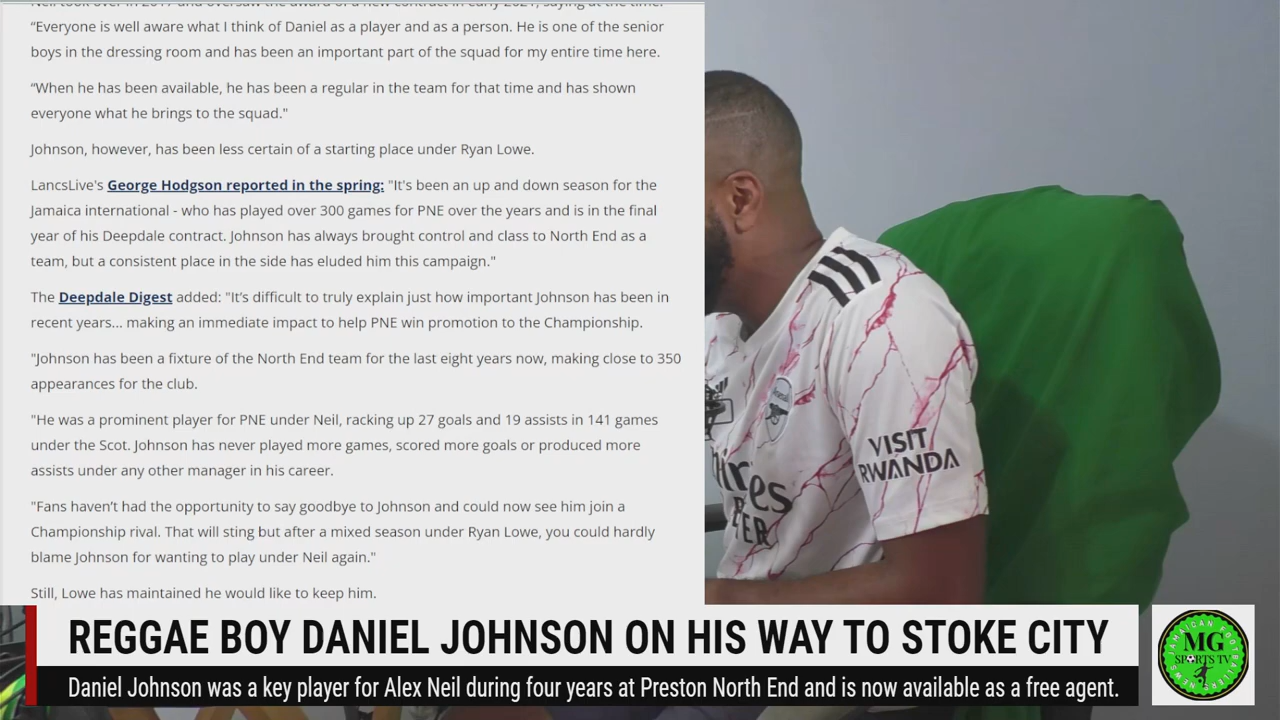 “Everyone is well aware what I think of Daniel as a player and as a person. He is one of the senior
boys in the dressing room and has been an important part of the squad for my entire time here.
“When he has been available, he has been a regular in the team for that time and has shown
everyone what he brings to the squad."
Johnson, however, has been less certain of a starting place under Ryan Lowe.
LancsLive's George Hodgson reported in the spring: "It's been an up and down season for the
Jamaica international - who has played over 300 games for PNE over the years and is in the final
year of his Deepdale contract. Johnson has always brought control and class to North End as a
team, but a consistent place in the side has eluded him this campaign."
The Deepdale Digest added: "It’s difficult to truly explain just how important Johnson has been in
recent years... making an immediate impact to help PNE win promotion to the Championship.
"Johnson has been a fixture of the North End team for the last eight years now, making close to 350
appearances for the club.
"He was a prominent player for PNE under Neil, racking up 27 goals and 19 assists in 141 games
under the Scot. Johnson has never played more games, scored more goals or produced more
assists under any other manager in his career.
"Fans haven’t had the opportunity to say goodbye to Johnson and could now see him join a
Championship rival. That will sting but after a mixed season under Ryan Lowe, you could hardly
blame Johnson for wanting to play under Neil again."
Still, Lowe has maintained he would like to keep him.
VISIT
RWANDA
REGGAE BOY DANIEL JOHNSON ON HIS WAY TO STOKE CITY
Daniel Johnson was a key player for Alex Neil during four years at Preston North End and is now available as a free agent.
JAMAICAN FOOTBALLERS NEWS
MG
SPORTS TV